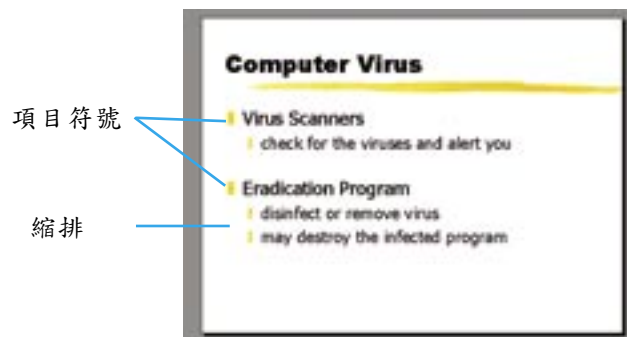 Computer Virus
項目符號
Virus Scanners
check for the viruses and alert you
Eradication Program
disinfect or remove virus
縮排
may destroy the infected program